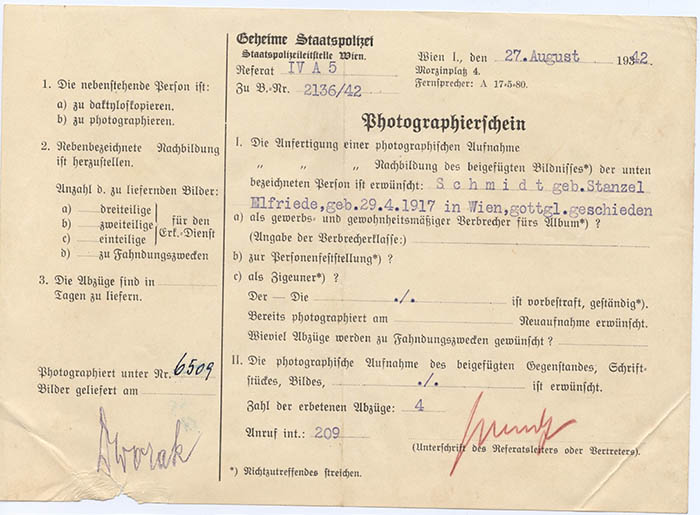 Geheime Staatspolizei
Staatspolizeileitstelle Wien.
Referat IV A 5
Zu B.-Nr. 2136/42
Wien I., den 27.August 1942.
Morzinplatz 4.
Fernsprecher: A 17-5-80.
1. Die nebenstehende Person ist:
a) zu daktyloskopieren.
b) zu photographieren.
2. Nebenbezeichnete Nachbildung
ist herzustellen.
Anzahl d. zu liefernden Bilder:
a) dreiteilige
b) zweiteilige für den
c) einteilige Erk.-Dienst
d) zu Fahndungszwecken
3. Die Abzüge sind in
Tagen zu liefern.
Photographiert unter Nr. 6509
Bilder geliefert am
Dworak
Photographierschein
I. Die Anfertigung einer photographischen Aufnahme
„ „ „ Nachbildung des beigefügten Bildnisses*) der unten
bezeichneten Person ist erwünscht: S c h m i d t geb.Stanzel
Elfriede,geb.29.4.1917 in Wien,gottgl.geschieden
a) als gewerbs- und gewohnheitsmäßiger Verbrecher fürs Album*) ?
(Angabe der Verbrecherklasse:)
b) zur Personenfeststellung*) ?
c) als Zigeuner*) ?
Der — Die ./. ist vorbestraft, geständig*).
Bereits photographiert am Neuaufnahme erwünscht.
Wieviel Abzüge werden zu Fahndungszwecken gewünscht ?
II. Die photographische Aufnahme des beigefügten Gegenstandes, Schrift-
stückes, Bildes, ./. ist erwünscht.
Zahl der erbetenen Abzüge: 4
Anruf int.: 209
(Unterschrift des Referatsleiters oder Vertreters).
*) Nichtzutreffendes streichen.